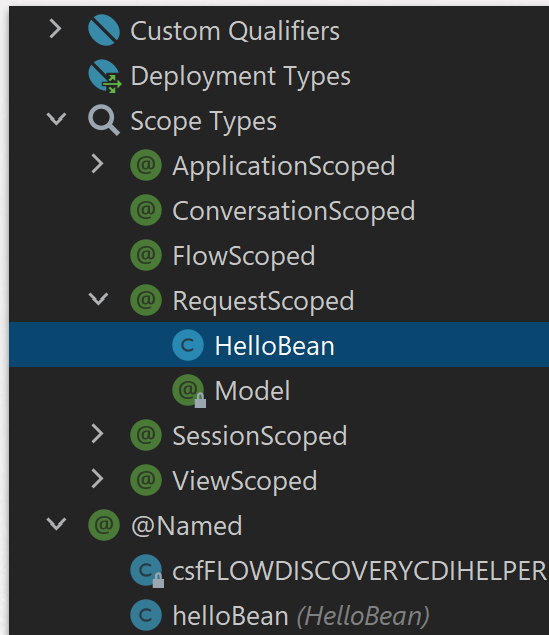 Custom Qualifiers
Deployment Types
Scope Types
@ ApplicationScoped
@ ConversationScoped
@ FlowScoped
@ RequestScoped
C HelloBean
@ Model
@ SessionScoped
@ ViewScoped
@ @Named
C csfFLOWDISCOVERYCDIHELPER
C helloBean (HelloBean)